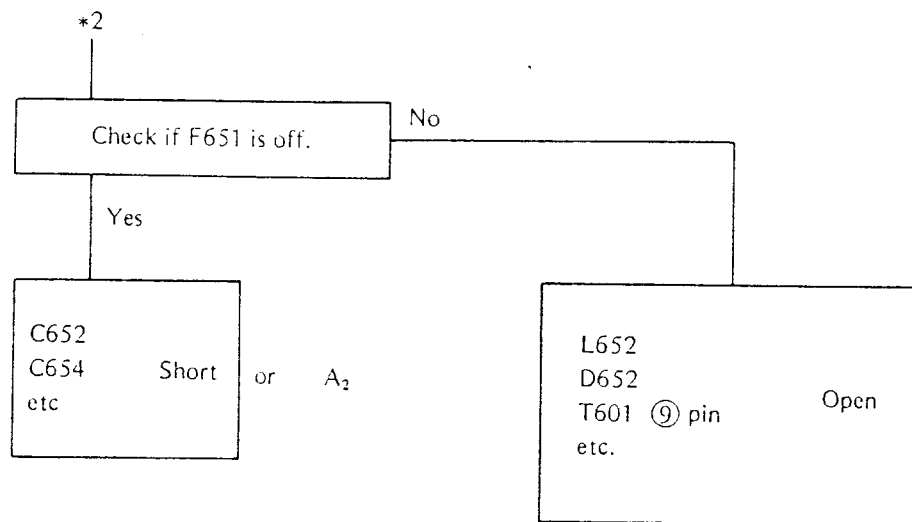 *2
Check if F651 is off.
No
Yes
C652
C654 Short or A₂
etc
L652
D652
T601 ⑨ pin Open
etc.